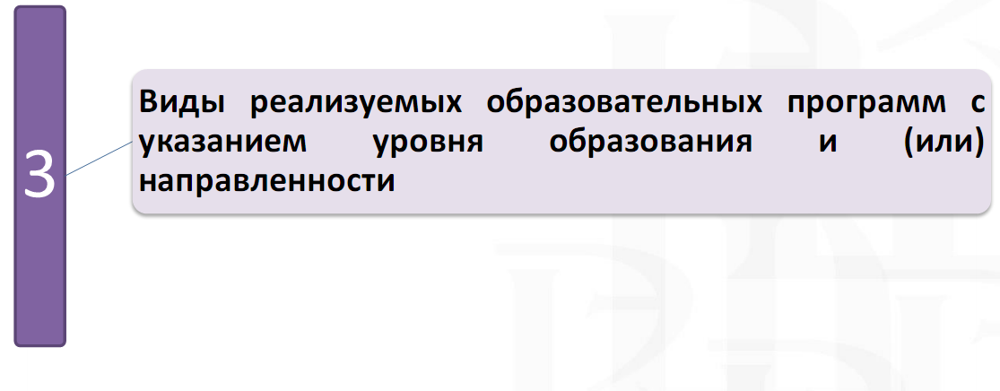 3
Виды реализуемых образовательных программ с
указанием уровня образования и (или)
направленности